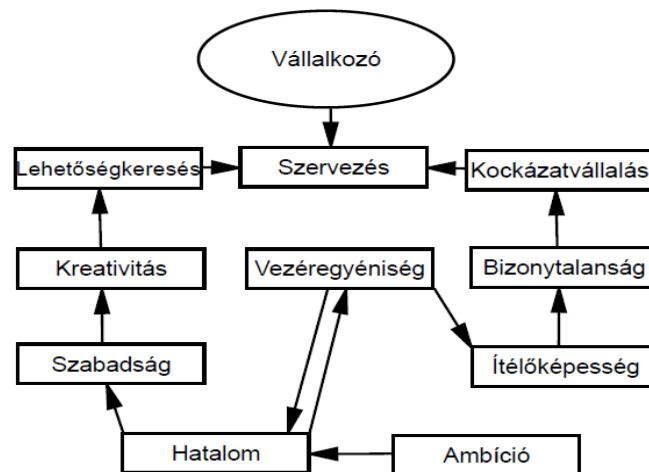 Vállalkozó
Lehetőségkeresés
Szervezés
Kockázatvállalás
Kreativitás
Vezéregyéniség
Bizonytalanság
Szabadság
Ítélőképesség
Hatalom
Ambíció